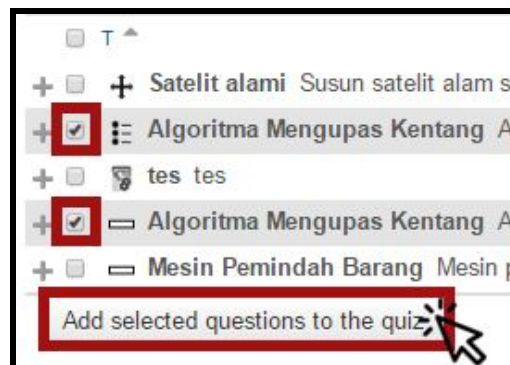 T
Satelit alami Susun satelit alam s
Algoritma Mengupas Kentang A
tes tes
Algoritma Mengupas Kentang A
Mesin Pemindah Barang Mesin p
Add selected questions to the quiz